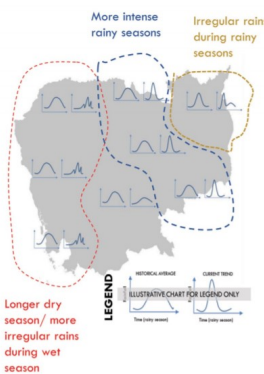 More intense
rainy seasons
Irregular rain
during rainy
seasons
Longer dry
season/ more
irregular rains
during wet
season
LEGEND
HISTORICAL AVERAGE
CURRENT TREND
ILLUSTRATIVE CHART FOR LEGEND ONLY
Time (rainy season)
Time (rainy season)